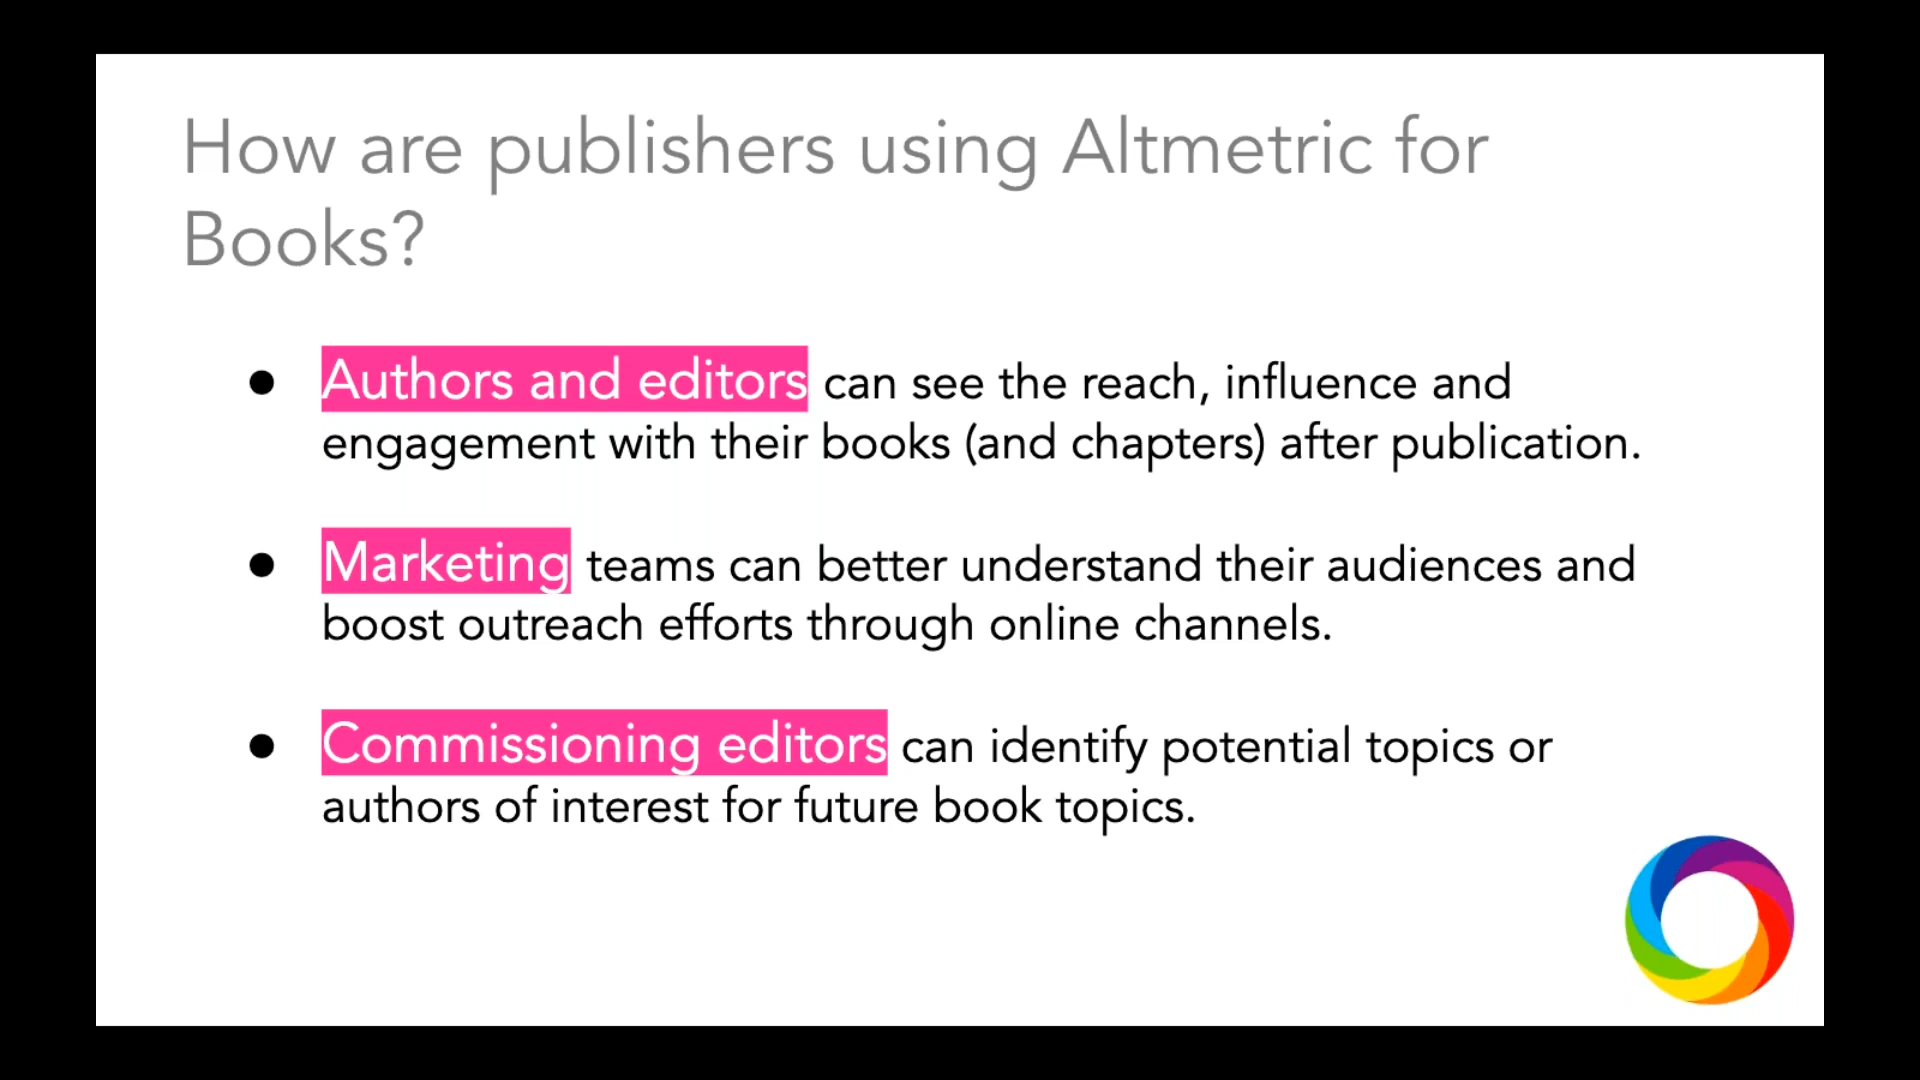 How are publishers using Altmetric for
Books?
● Authors and editors can see the reach, influence and
engagement with their books (and chapters) after publication.
● Marketing teams can better understand their audiences and
boost outreach efforts through online channels.
● Commissioning editors can identify potential topics or
authors of interest for future book topics.